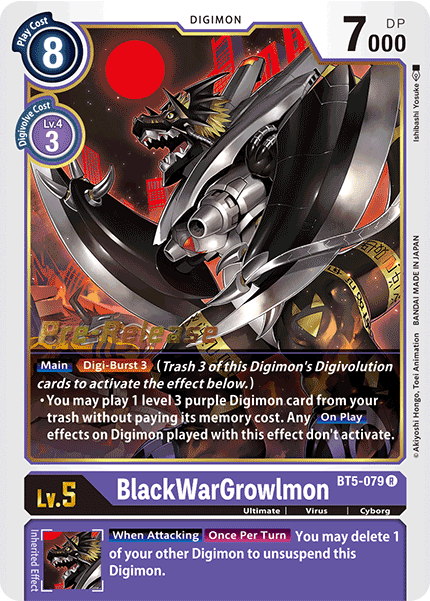 DIGIMON
Play Cost
8
7000
DP
Digivolve Cost
Lv.4
3
Ishibashi Yosuke
Pre-Release
Main Digi-Burst 3 (Trash 3 of this Digimon's Digivolution
cards to activate the effect below.)
•You may play 1 level 3 purple Digimon card from your
trash without paying its memory cost. Any On Play
effects on Digimon played with this effect don't activate.
© Akiyoshi Hongo, Toei Animation BANDAI MADE IN JAPAN
Lv.5
BlackWarGrowlmon
BT5-079 R
Ultimate | Virus | Cyborg
Inherited Effect
When Attacking Once Per Turn You may delete 1
of your other Digimon to unsuspend this
Digimon.